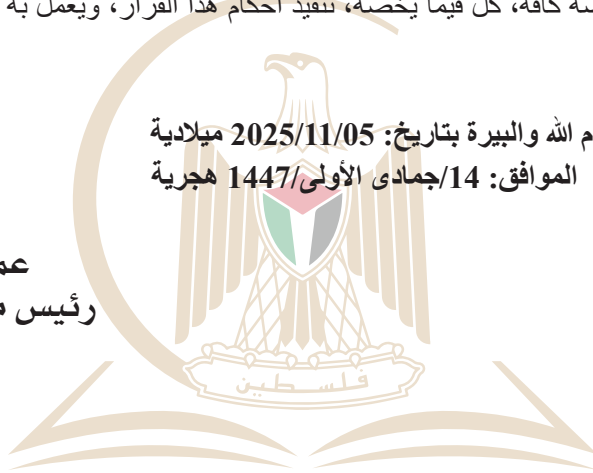 كافة، كل فيما يخصه، تنفيذ أحكام هذا القرار، ويعمل به
الله والبيرة بتاريخ: 2025/11/05 ميلادية
الموافق: 14/جمادى الأولى/1447 هجرية
رئيس
فلسطين